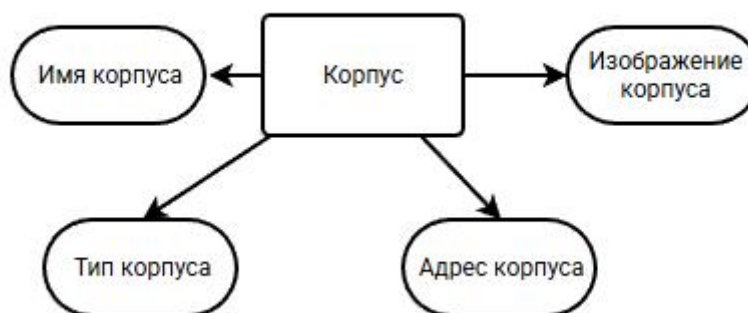 Имя корпуса
Корпус
Изображение
корпуса
Тип корпуса
Адрес корпуса